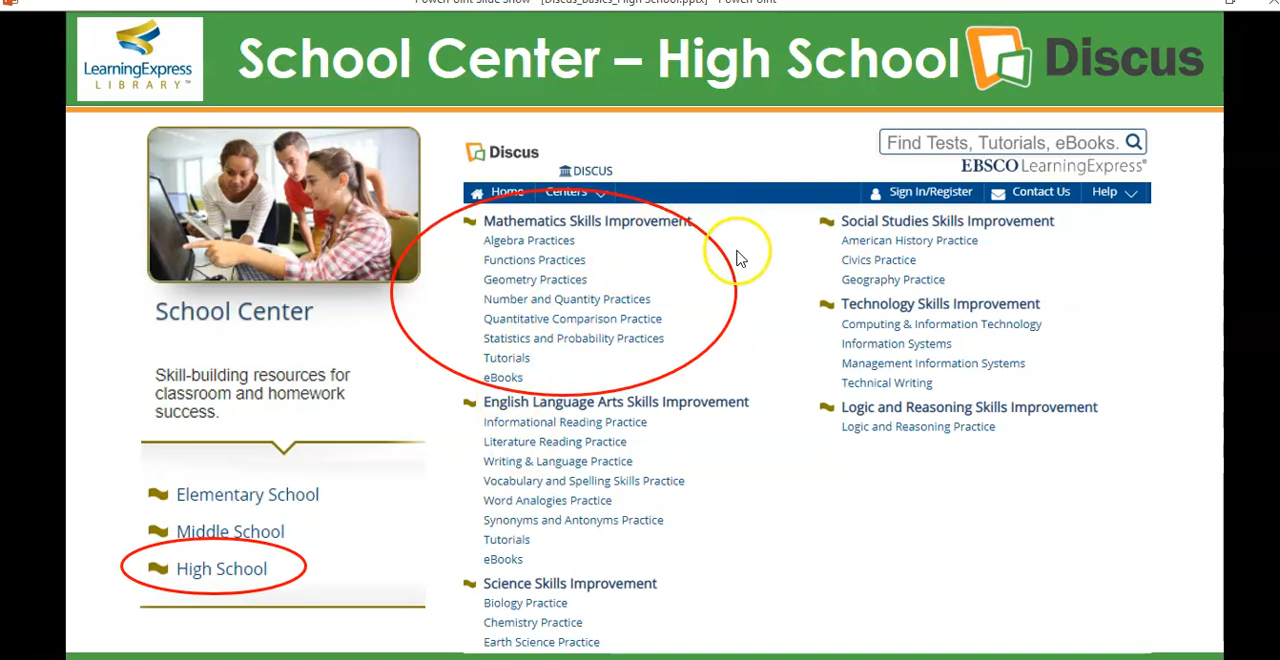 PowerPoint Slide Show - [Discus_Basics_High School.pptx] - PowerPoint
LearningExpress
LIBRARY™
School Center – High School
Discus
School Center
Skill-building resources for
classroom and homework
success.
Elementary School
Middle School
High School
Discus
DISCUS
Find Tests, Tutorials, eBooks.
EBSCO LearningExpress®
Home
Centers
Sign In/Register
Contact Us
Help
Mathematics Skills Improvement
Algebra Practices
Functions Practices
Geometry Practices
Number and Quantity Practices
Quantitative Comparison Practice
Statistics and Probability Practices
Tutorials
eBooks
English Language Arts Skills Improvement
Informational Reading Practice
Literature Reading Practice
Writing & Language Practice
Vocabulary and Spelling Skills Practice
Word Analogies Practice
Synonyms and Antonyms Practice
Tutorials
eBooks
Science Skills Improvement
Biology Practice
Chemistry Practice
Earth Science Practice
Social Studies Skills Improvement
American History Practice
Civics Practice
Geography Practice
Technology Skills Improvement
Computing & Information Technology
Information Systems
Management Information Systems
Technical Writing
Logic and Reasoning Skills Improvement
Logic and Reasoning Practice